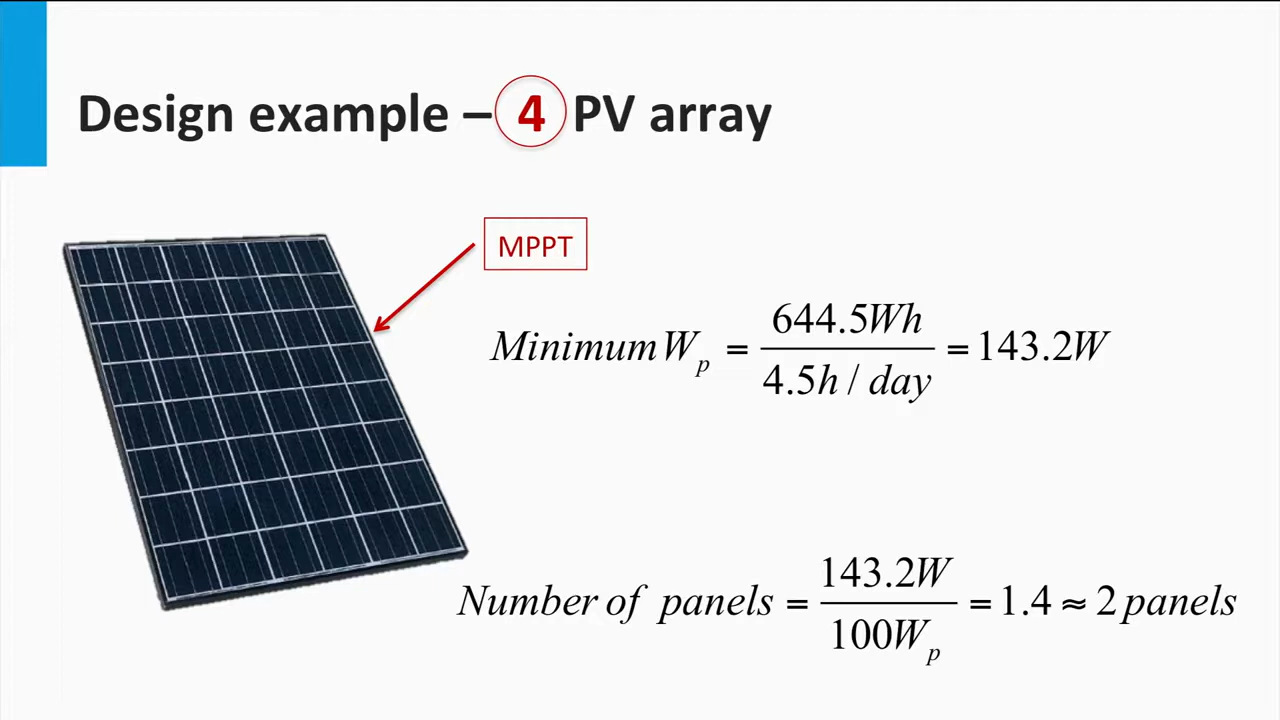 Design example – 4 PV array
MPPT
Minimum W_p = 644.5Wh / 4.5h / day = 143.2W
Number of panels = 143.2W / 100W_p = 1.4 ≈ 2 panels